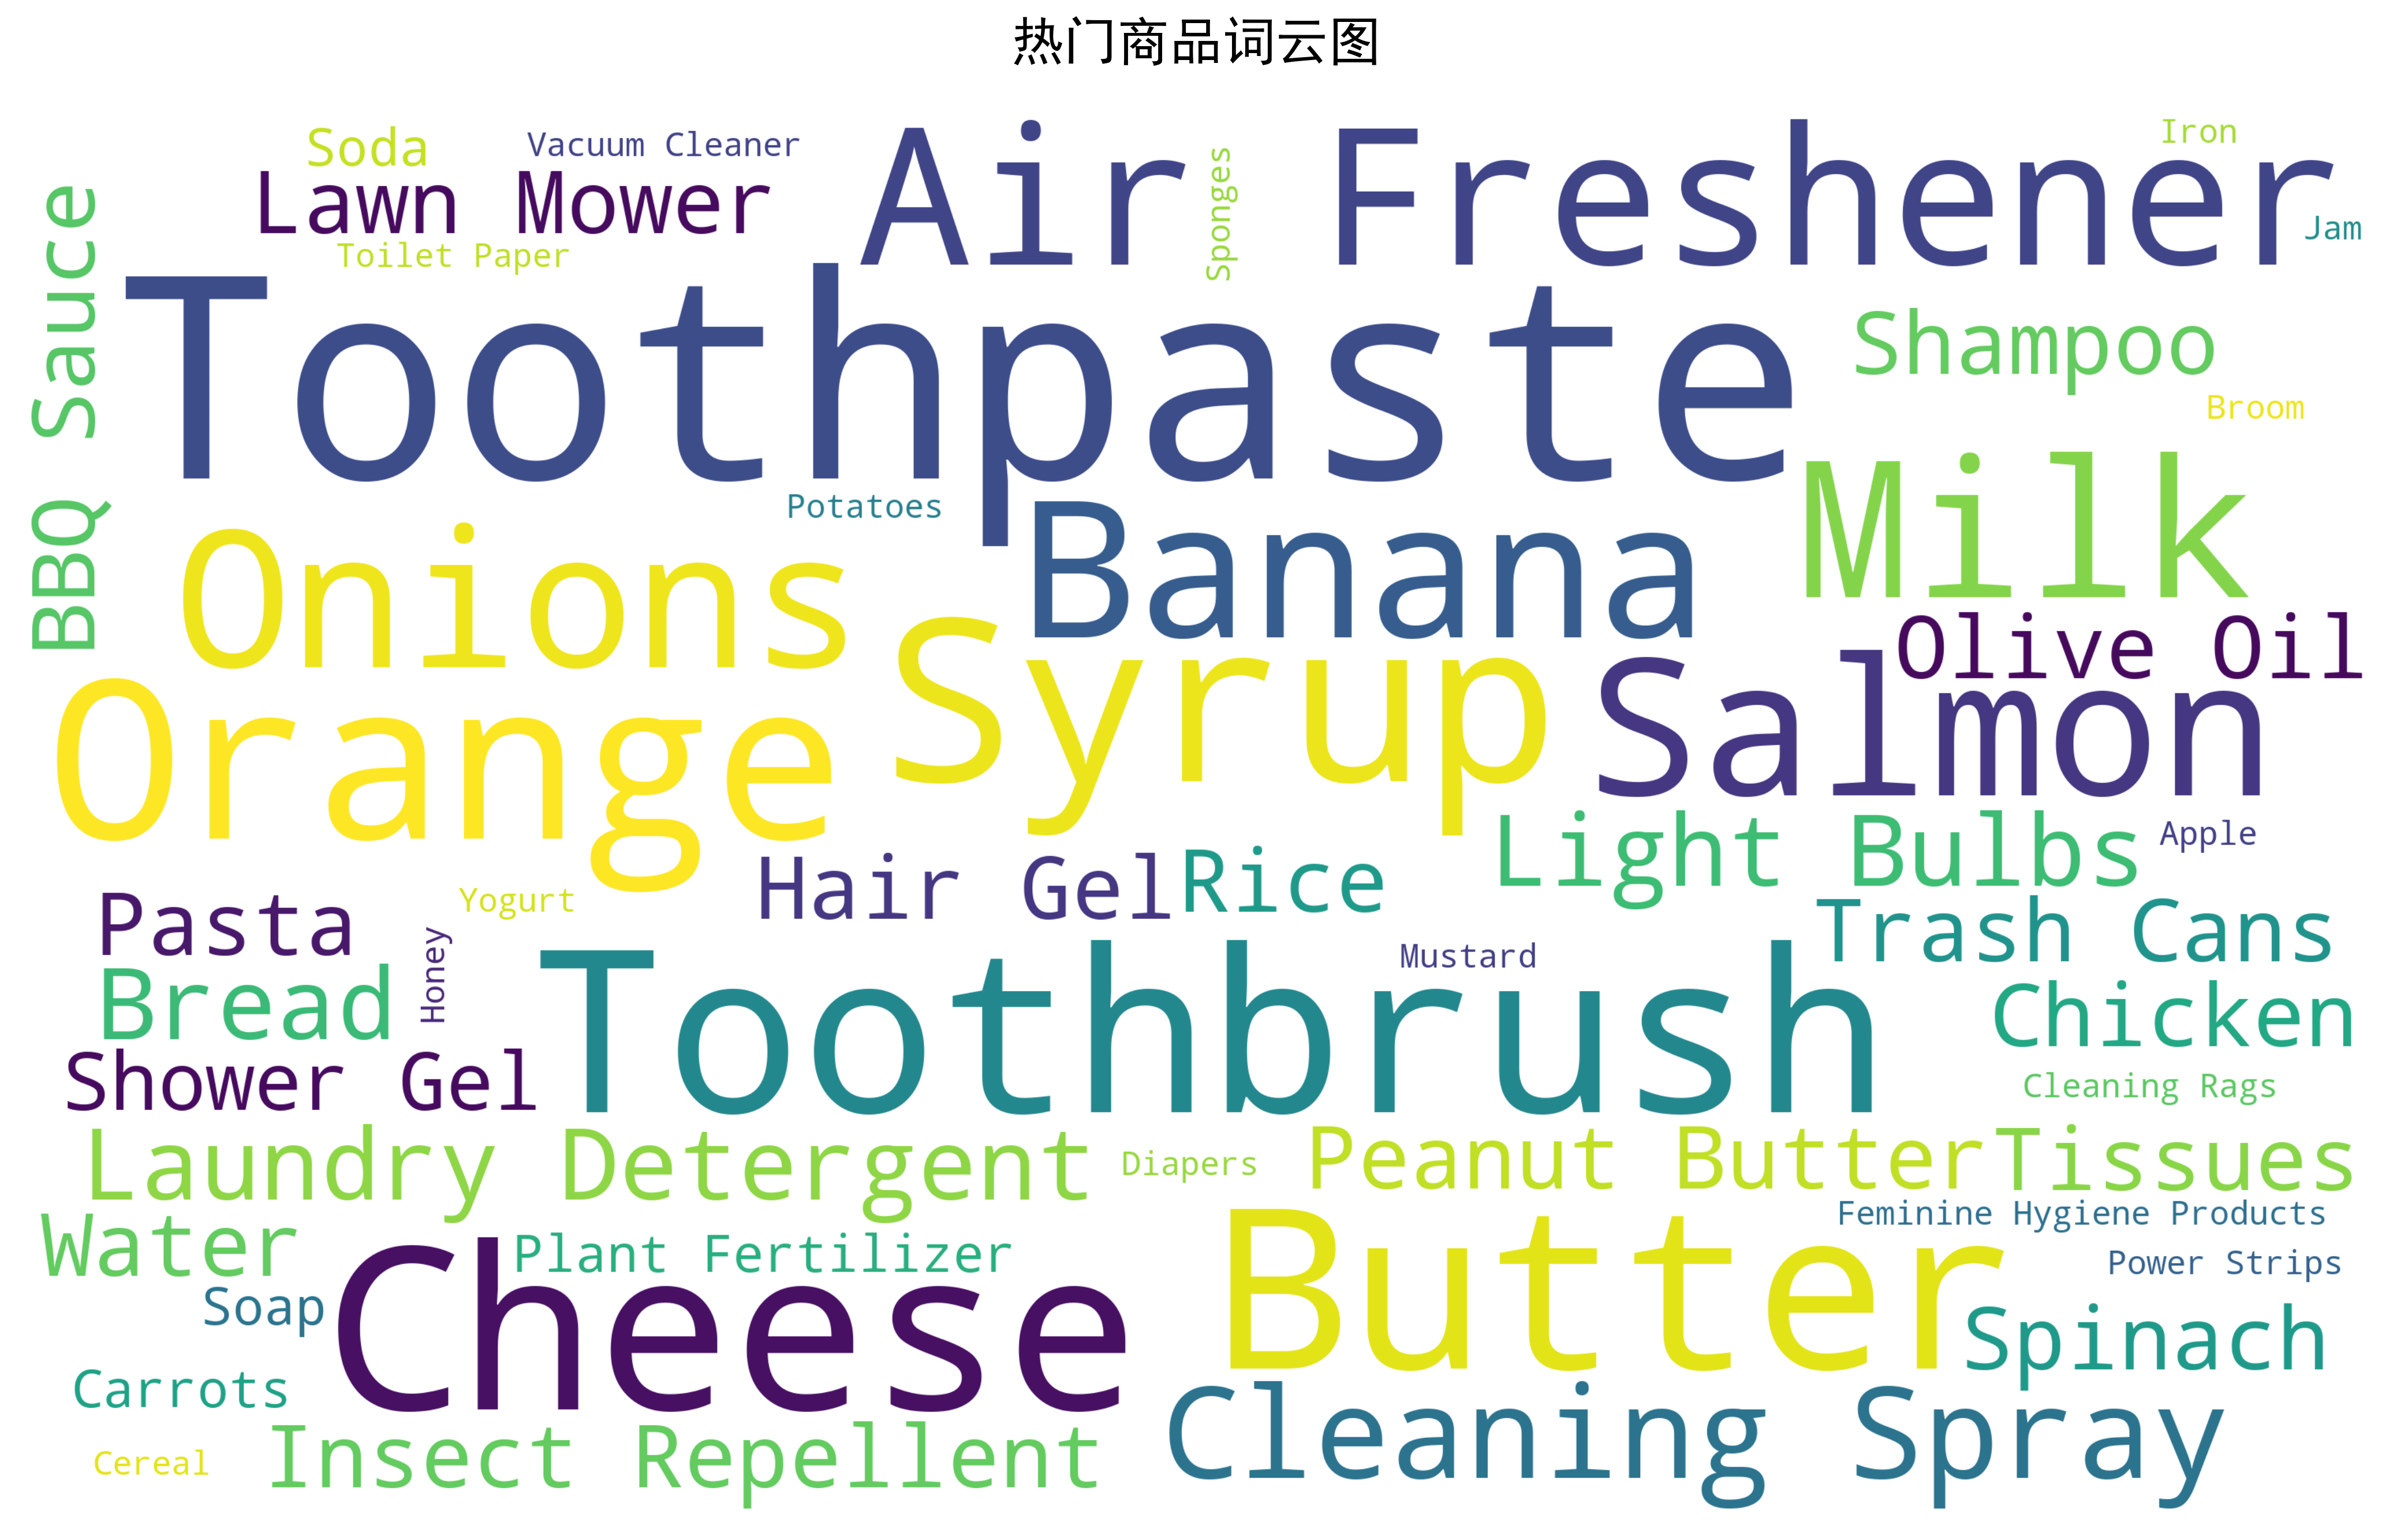 热门商品词云图
Soda
Vacuum Cleaner
Air Freshener
Iron
Lawn Mower
Sponges
Jam
Toilet Paper
BBQ Sauce
Toothpaste
Shampoo
Broom
Potatoes
Milk
Onions
Banana
Olive Oil
Orange
Syrup
Salmon
Light Bulbs
Apple
Hair Gel
Rice
Yogurt
Pasta
Trash Cans
Honey
Mustard
Bread
Toothbrush
Chicken
Shower Gel
Cleaning Rags
Laundry Detergent
Diapers
Peanut Butter
Tissues
Water
Feminine Hygiene Products
Plant Fertilizer
Power Strips
Soap
Cheese
Butter
Spinach
Carrots
Cleaning Spray
Cereal
Insect Repellent